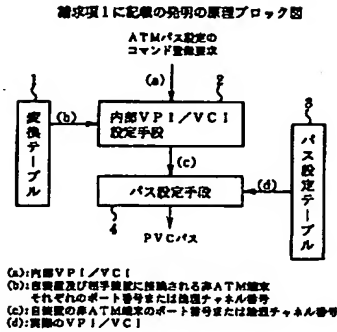 請求項1に記載の発明の原理ブロック図
ATMパス設定の
コマンド登録要求
(a)
1
2
3
変換テーブル
(b)
内部VPI/VCI
設定手段
(c)
パス設定テーブル
パス設定手段
(d)
4
PVCパス
(a):内部VPI/VCI
(b):自装置及び相手装置に接続される非ATM端末
それぞれのポート番号または論理チャネル番号
(c):自装置の非ATM端末のポート番号または論理チャネル番号
(d):実際のVPI/VCI